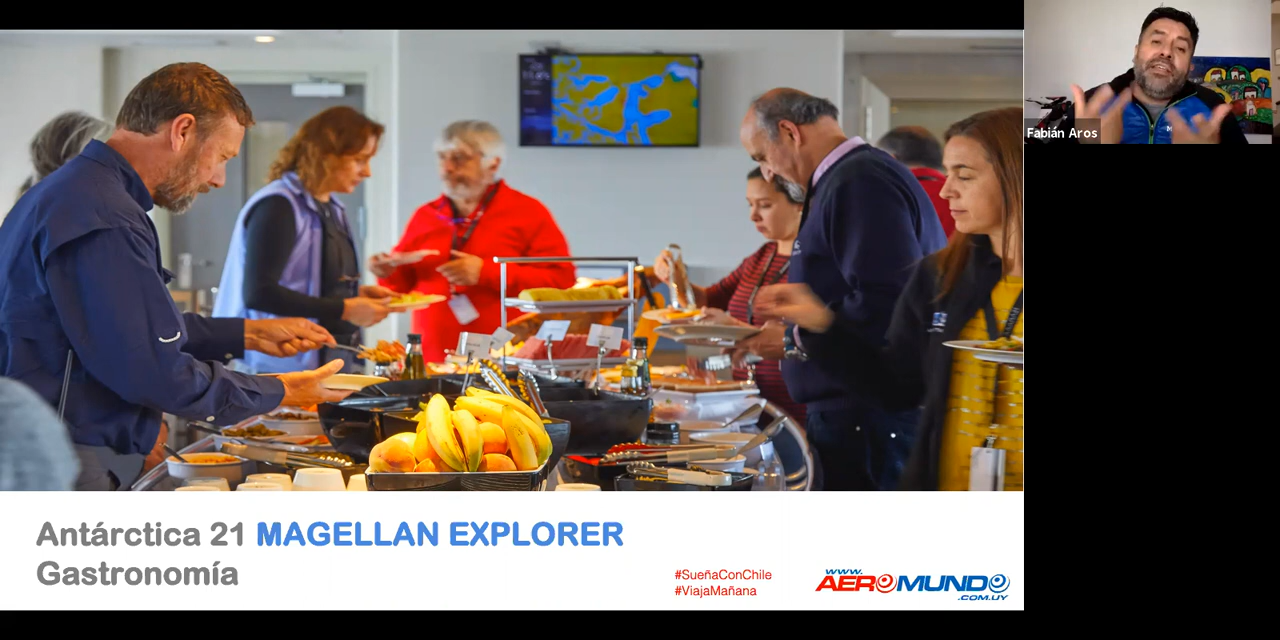 Fabián Aros
Antárctica 21 MAGELLAN EXPLORER
Gastronomía
#SueñaConChile
#ViajaMañana
WWW.
AEROMUNDO
.COM.UY